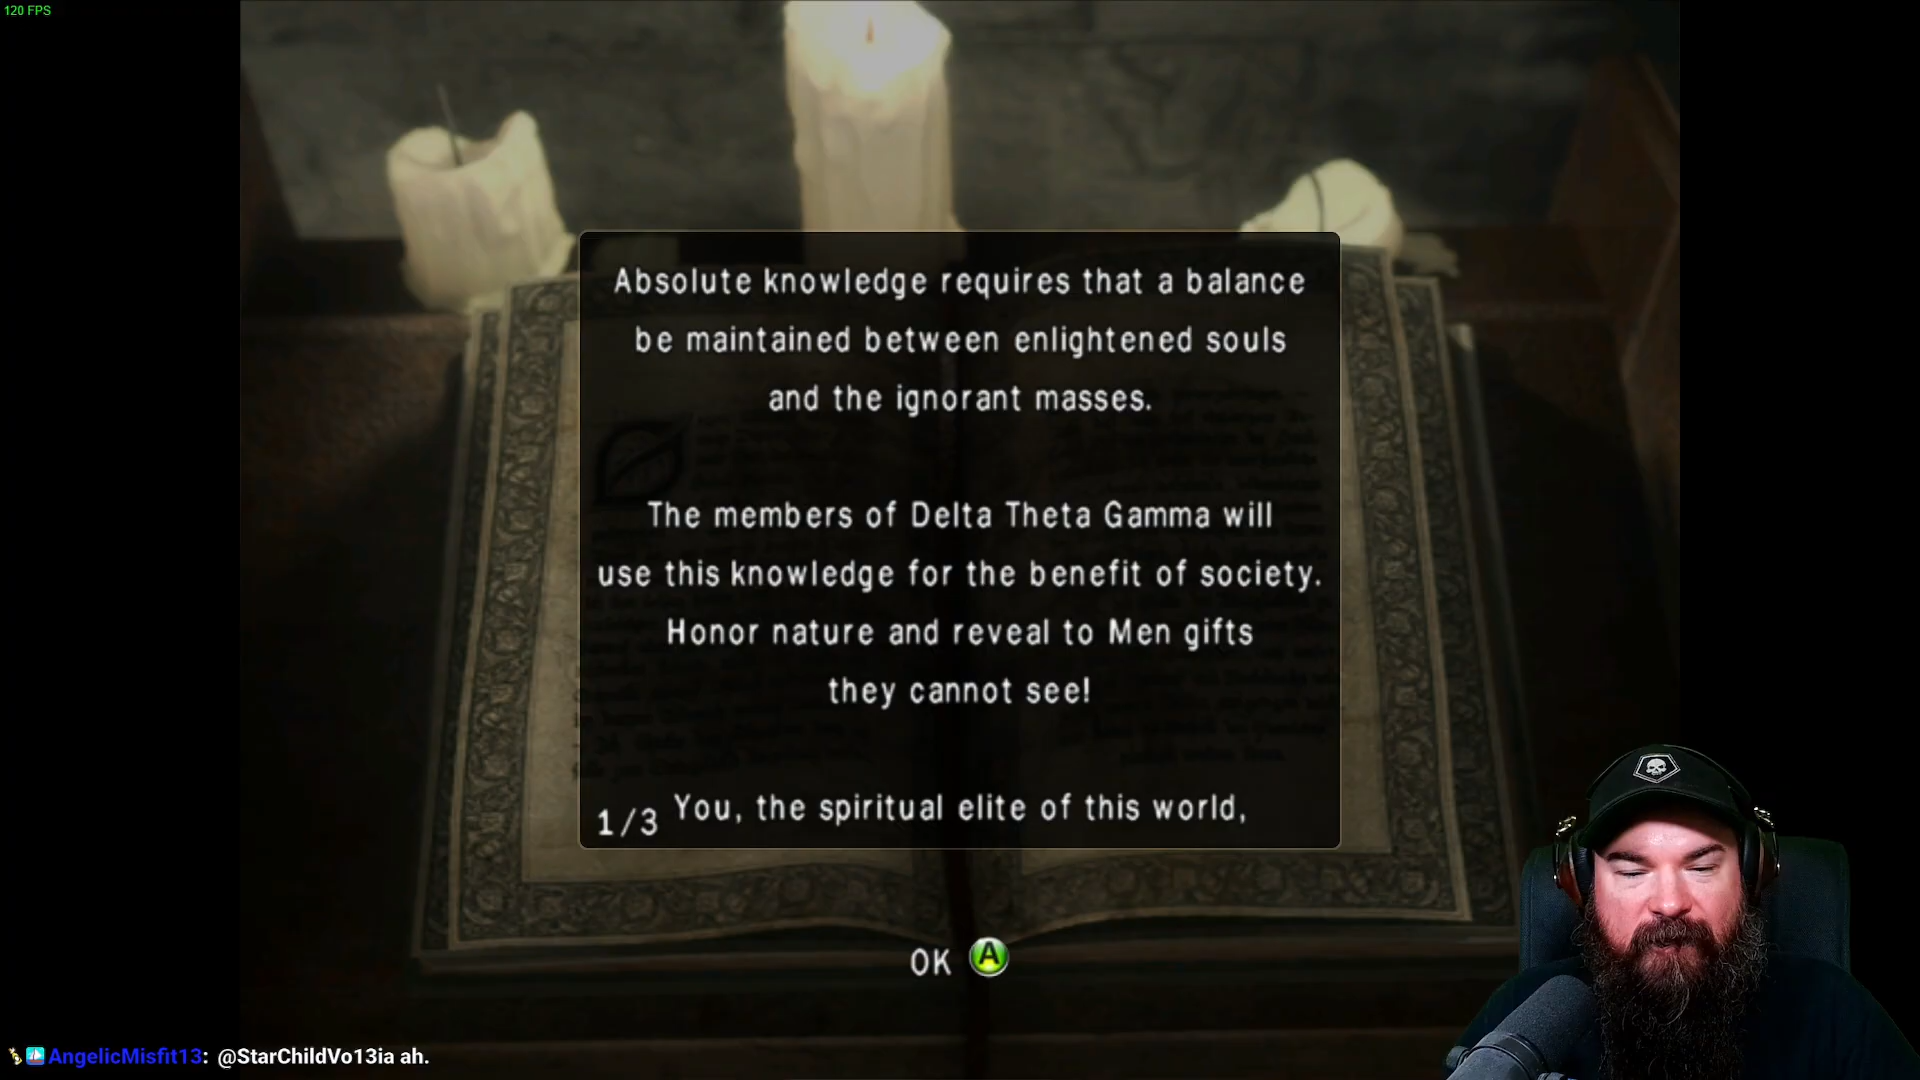 120 FPS
Absolute knowledge requires that a balance
be maintained between enlightened souls
and the ignorant masses.
The members of Delta Theta Gamma will
use this knowledge for the benefit of society.
Honor nature and reveal to Men gifts
they cannot see!
You, the spiritual elite of this world,
1/3
OK A
AngelicMisfit13: @StarChildVo13ia ah.